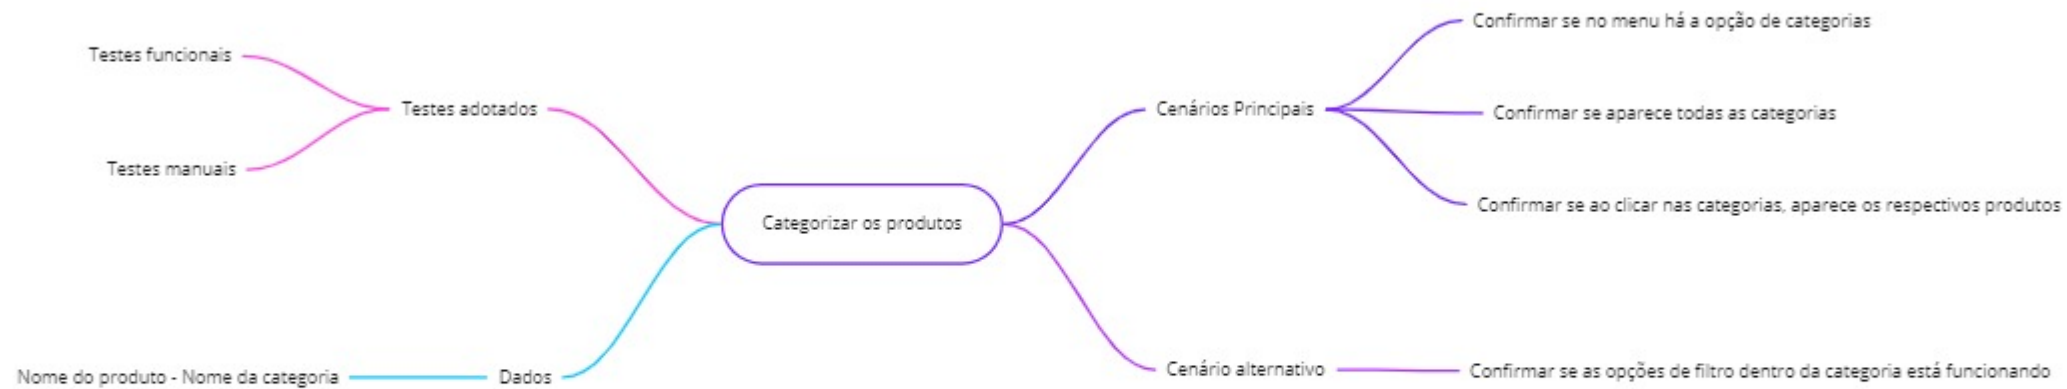 Confirmar se no menu há a opção de categorias
Testes funcionais
Testes adotados
Cenários Principais
Confirmar se aparece todas as categorias
Testes manuais
Confirmar se ao clicar nas categorias, aparece os respectivos produtos
Categorizar os produtos
Nome do produto - Nome da categoria
Dados
Cenário alternativo
Confirmar se as opções de filtro dentro da categoria está funcionando